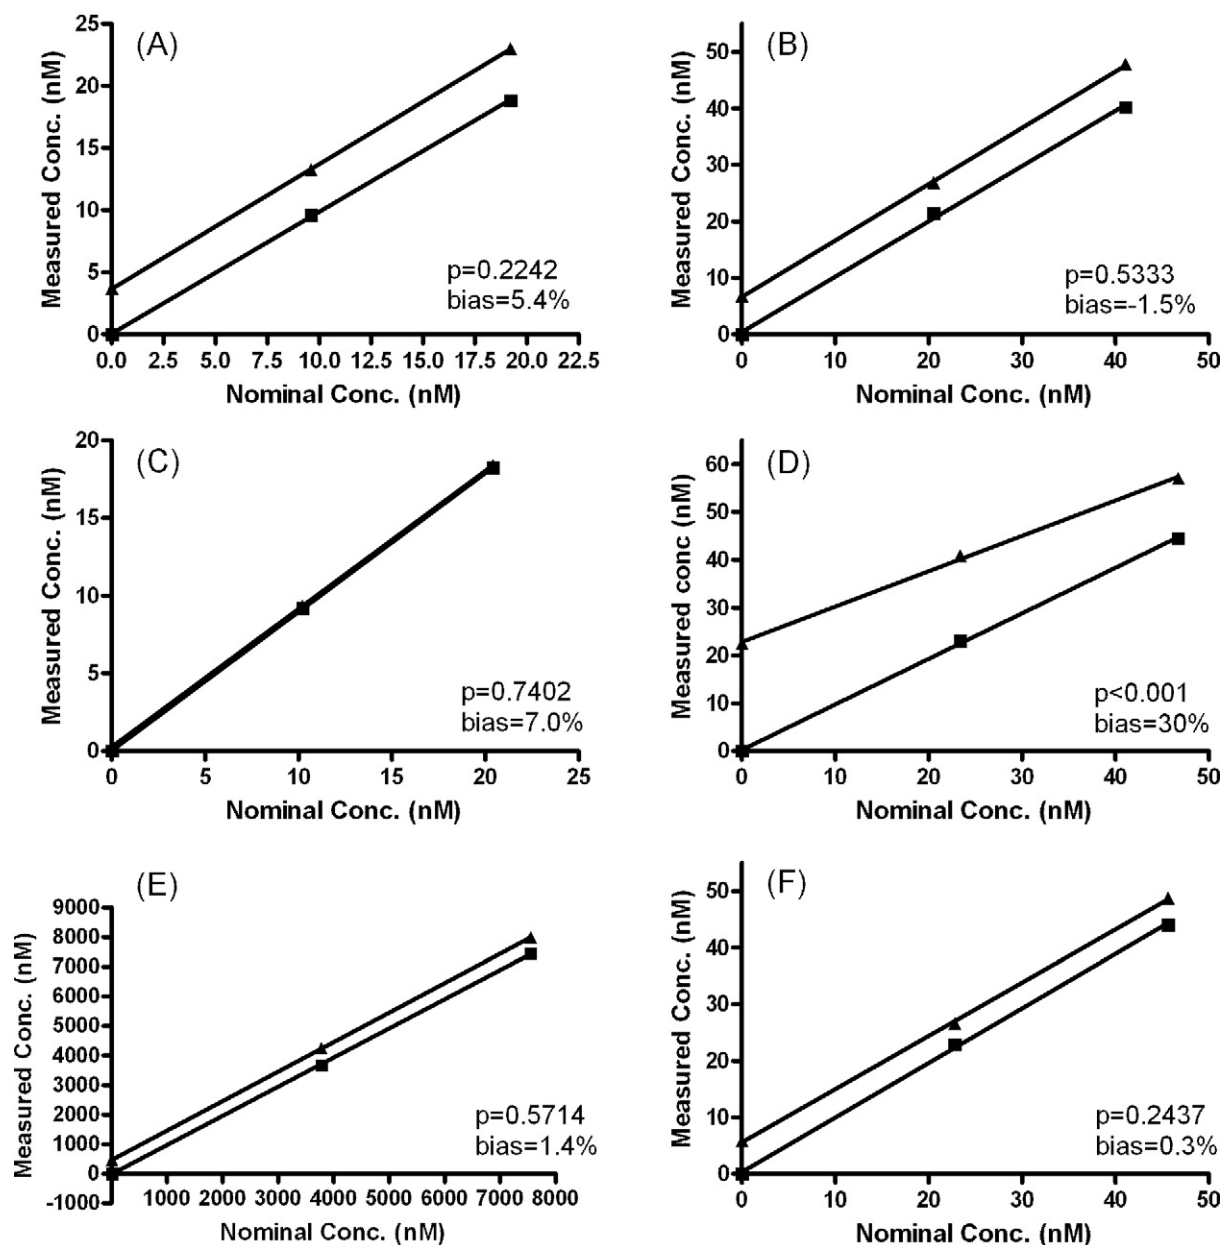 (A)
Measured Conc. (nM)
25
20
15
10
5
0
p=0.2242
bias=5.4%
0.0 2.5 5.0 7.5 10.0 12.5 15.0 17.5 20.0 22.5
Nominal Conc. (nM)
(B)
Measured Conc. (nM)
50
40
30
20
10
0
p=0.5333
bias=-1.5%
0 10 20 30 40 50
Nominal Conc. (nM)
(C)
Measured Conc. (nM)
20
15
10
5
0
p=0.7402
bias=7.0%
0 5 10 15 20 25
Nominal Conc. (nM)
(D)
Measured conc (nM)
60
50
40
30
20
10
0
p<0.001
bias=30%
0 10 20 30 40 50
Nominal Conc. (nM)
(E)
Measured Conc. (nM)
9000
8000
7000
6000
5000
4000
3000
2000
1000
0
-1000
p=0.5714
bias=1.4%
1000 2000 3000 4000 5000 6000 7000 8000
Nominal Conc. (nM)
(F)
Measured Conc. (nM)
50
40
30
20
10
0
p=0.2437
bias=0.3%
0 10 20 30 40 50
Nominal Conc. (nM)